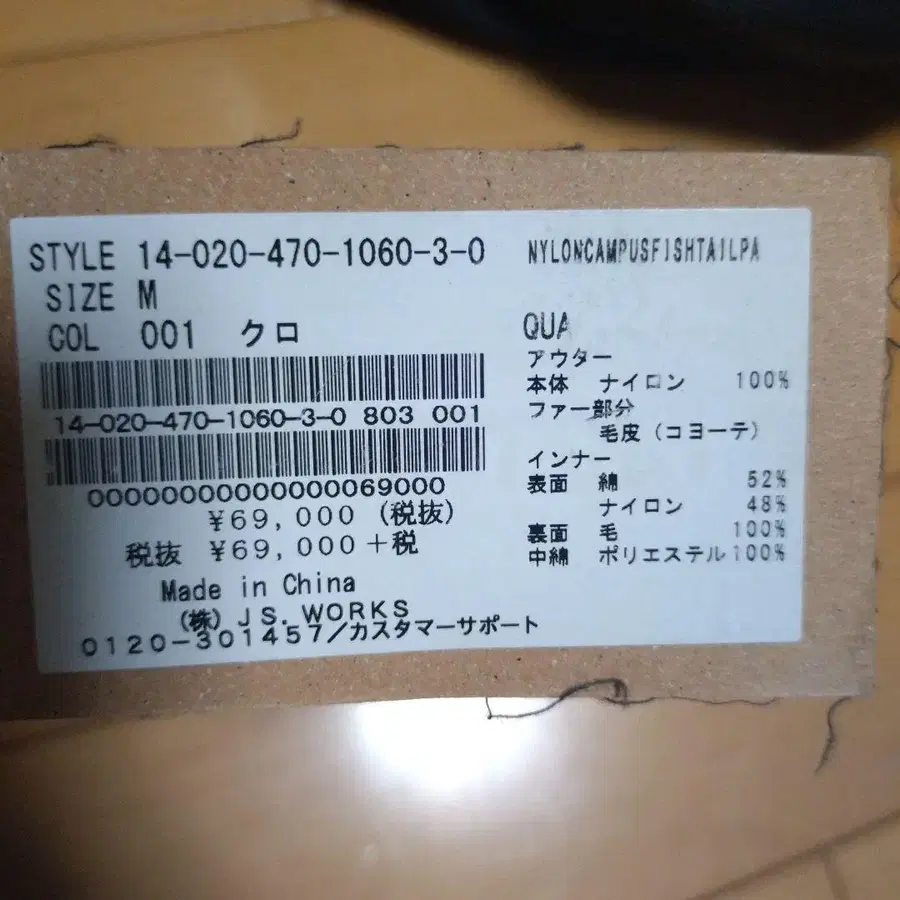 STYLE 14-020-470-1060-3-0
SIZE M
COL 001 クロ
14-020-470-1060-3-0 803 001
00000000000000069000
¥69,000 (税抜)
税抜 ¥69,000+税
Made in China
(株)JS.WORKS
0120-301457/カスタマーサポート
NYLONCAMPUSFISHTAILPA
QUA
アウター
本体 ナイロン 100%
ファー部分
毛皮(コヨーテ)
インナー
表面 綿 52%
ナイロン 48%
裏面 毛 100%
中綿 ポリエステル100%